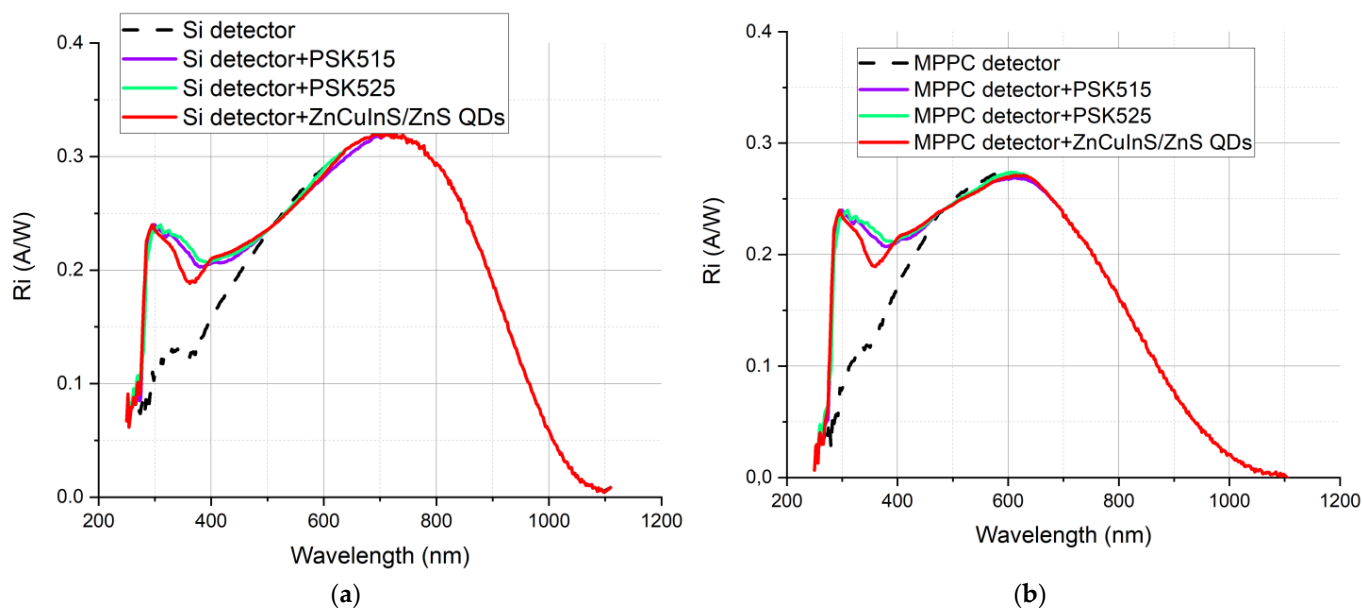 Si detector
Si detector+PSK515
Si detector+PSK525
Si detector+ZnCuInS/ZnS QDs
0.4
0.3
0.2
0.1
0.0
Ri (A/W)
200 400 600 800 1000 1200
Wavelength (nm)
(a)
MPPC detector
MPPC detector+PSK515
MPPC detector+PSK525
MPPC detector+ZnCuInS/ZnS QDs
0.4
0.3
0.2
0.1
0.0
Ri (A/W)
200 400 600 800 1000 1200
Wavelength (nm)
(b)